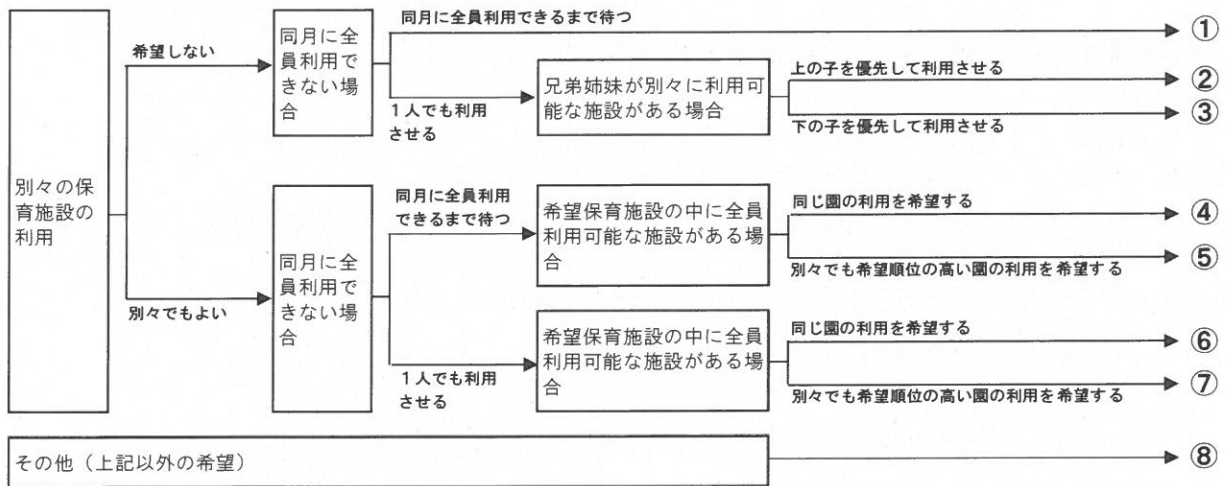 別々の保
育施設の
利用
希望しない
同月に全
員利用で
きない場
合
同月に全員利用できるまで待つ
①
1人でも利用
させる
兄弟姉妹が別々に利用可
能な施設がある場合
上の子を優先して利用させる
②
下の子を優先して利用させる
③
別々でもよい
同月に全
員利用で
きない場
合
同月に全員利用
できるまで待つ
希望保育施設の中に全員
利用可能な施設がある場
合
同じ園の利用を希望する
④
別々でも希望順位の高い園の利用を希望する
⑤
1人でも利用
させる
希望保育施設の中に全員
利用可能な施設がある場
合
同じ園の利用を希望する
⑥
別々でも希望順位の高い園の利用を希望する
⑦
その他(上記以外の希望)
⑧